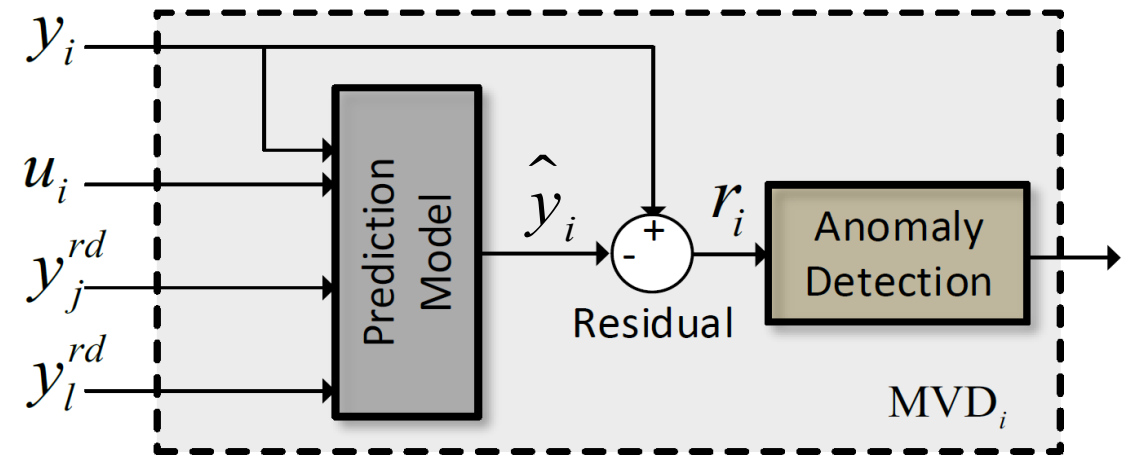 y_i
u_i
y_j^{rd}
y_l^{rd}
Prediction
Model
ŷ_i
+
-
Residual
r_i
Anomaly
Detection
MVD_i